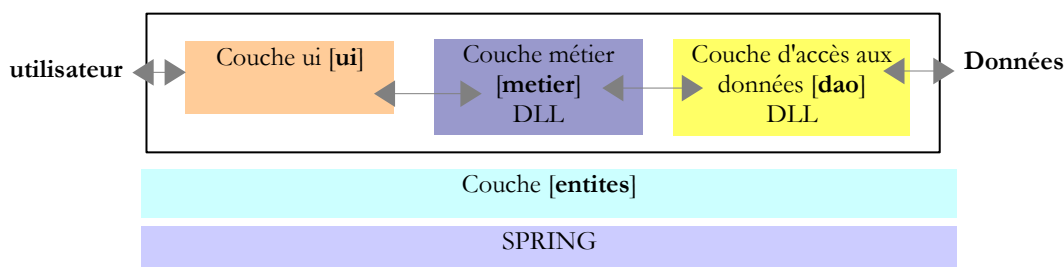 utilisateur
Couche ui [ui]
Couche métier
[metier]
DLL
Couche d'accès aux
données [dao]
DLL
Données
Couche [entites]
SPRING